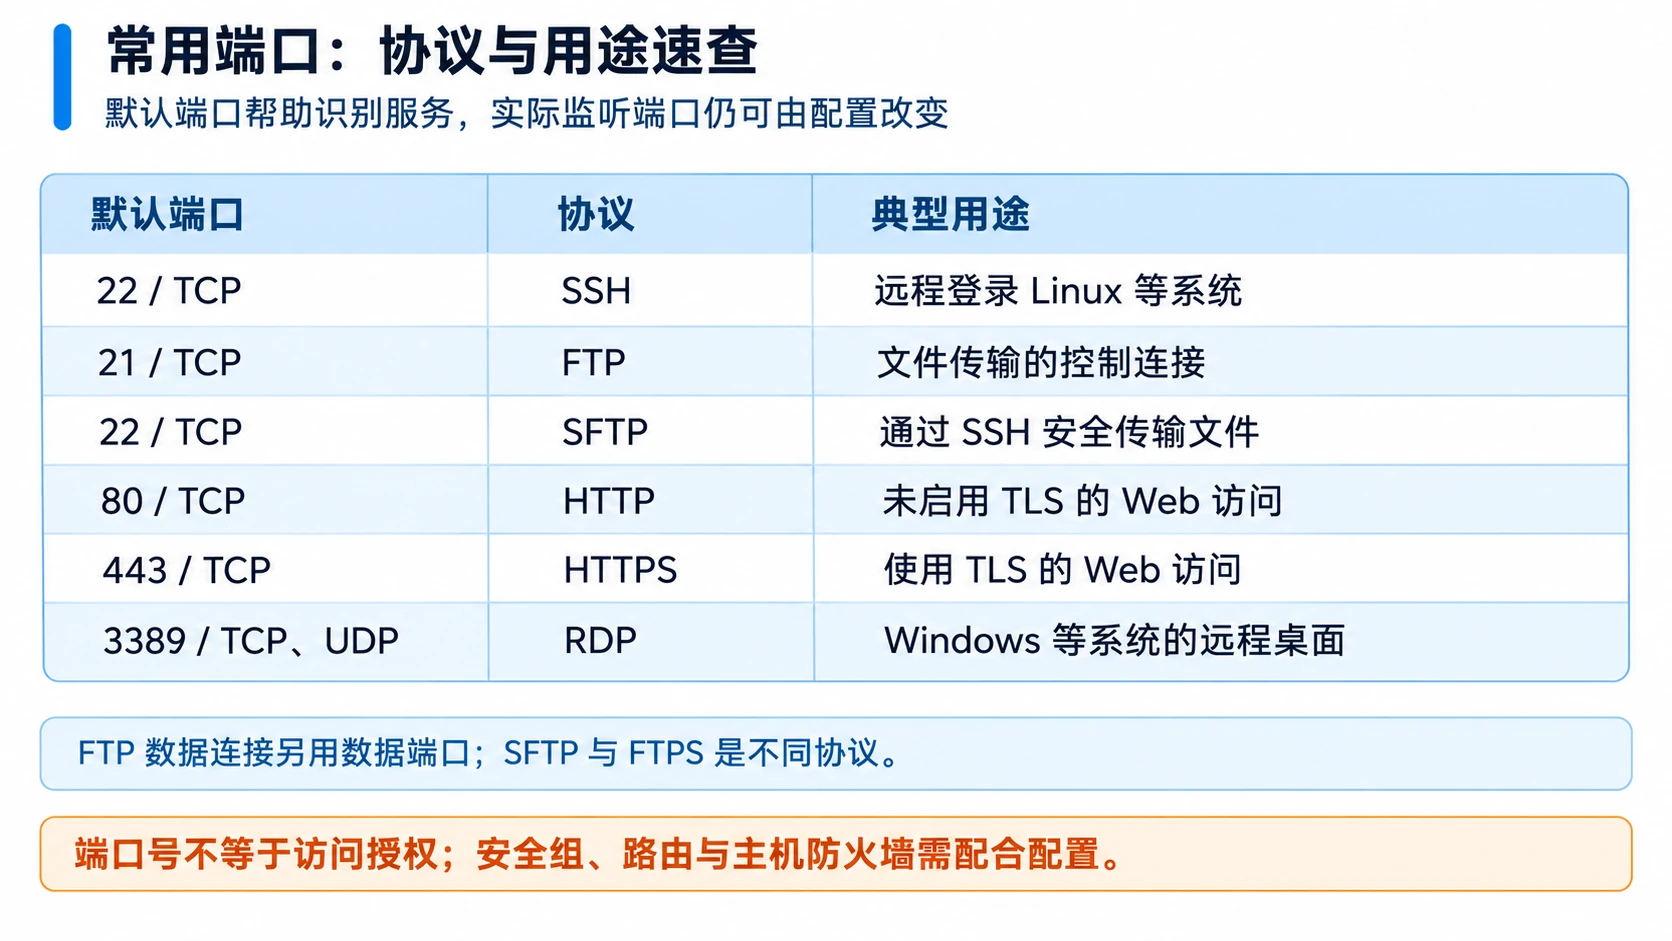 常用端口：协议与用途速查
默认端口帮助识别服务，实际监听端口仍可由配置改变
默认端口 协议 典型用途
22 / TCP SSH 远程登录 Linux 等系统
21 / TCP FTP 文件传输的控制连接
22 / TCP SFTP 通过 SSH 安全传输文件
80 / TCP HTTP 未启用 TLS 的 Web 访问
443 / TCP HTTPS 使用 TLS 的 Web 访问
3389 / TCP、UDP RDP Windows 等系统的远程桌面
FTP 数据连接另用数据端口；SFTP 与 FTPS 是不同协议。
端口号不等于访问授权；安全组、路由与主机防火墙需配合配置。